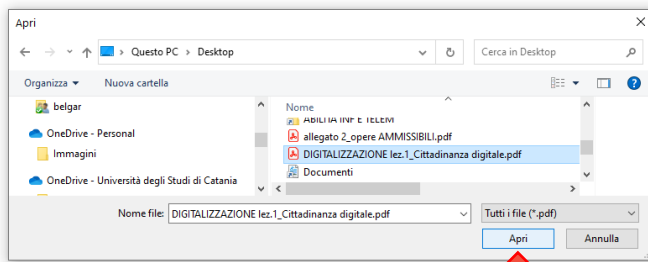 Apri
Questo PC > Desktop
Cerca in Desktop
Organizza
Nuova cartella
belgar
OneDrive - Personal
Immagini
OneDrive - Università degli Studi di Catania
Nome
ABILITA INF E TELEM
allegato 2_opere AMMISSIBILI.pdf
DIGITALIZZAZIONE lez.1_Cittadinanza digitale.pdf
Documenti
Nome file: DIGITALIZZAZIONE lez.1_Cittadinanza digitale.pdf
Tutti i file (*.pdf)
Apri
Annulla